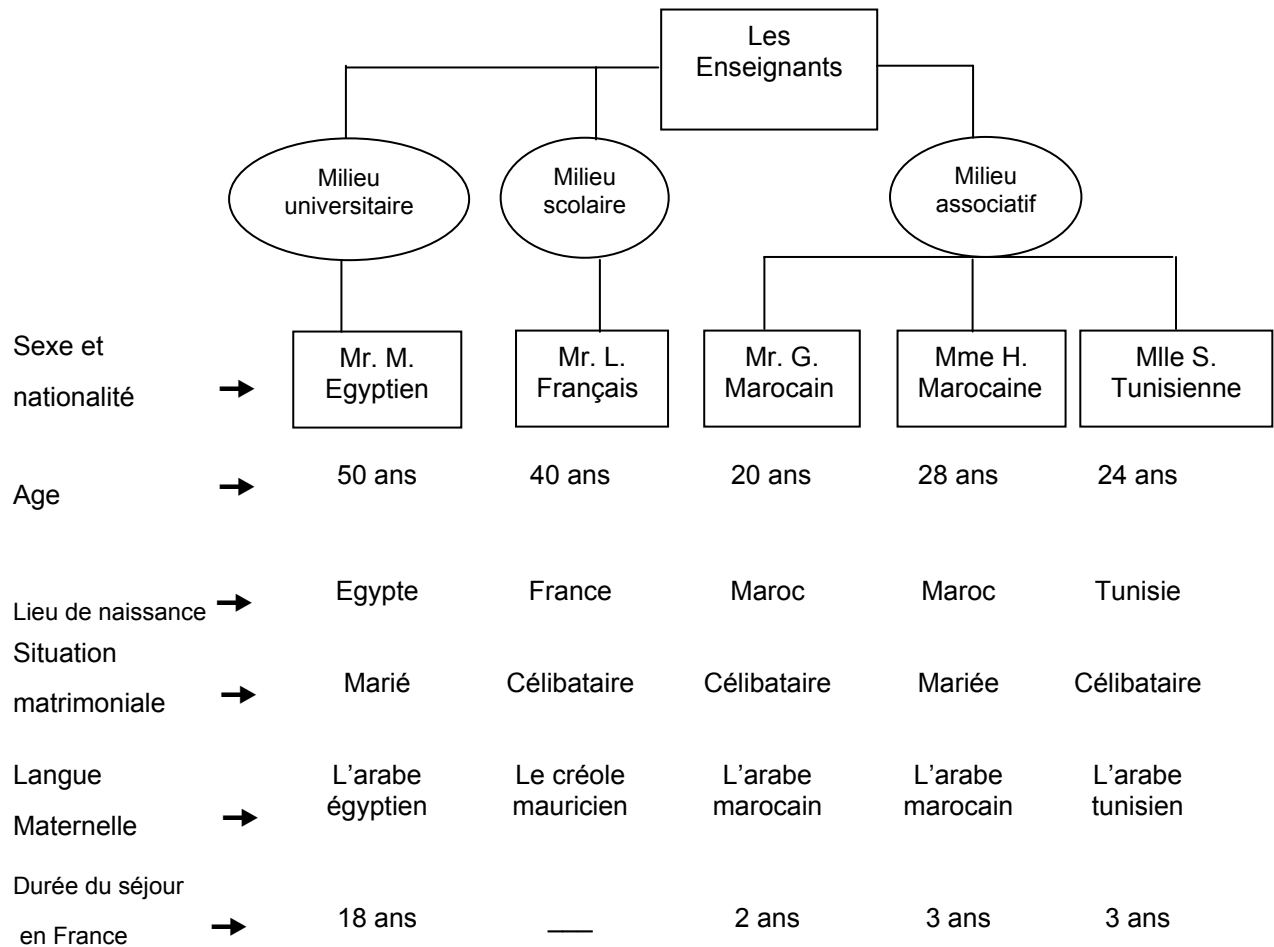 Les
Enseignants
Milieu
universitaire
Milieu
scolaire
Milieu
associatif
Sexe et
nationalité
Mr. M.
Egyptien
Mr. L.
Français
Mr. G.
Marocain
Mme H.
Marocaine
Mlle S.
Tunisienne
Age
50 ans
40 ans
20 ans
28 ans
24 ans
Lieu de naissance
Egypte
France
Maroc
Maroc
Tunisie
Situation
matrimoniale
Marié
Célibataire
Célibataire
Mariée
Célibataire
Langue
Maternelle
L’arabe
égyptien
Le créole
mauricien
L’arabe
marocain
L’arabe
marocain
L’arabe
tunisien
Durée du séjour
en France
18 ans
___
2 ans
3 ans
3 ans